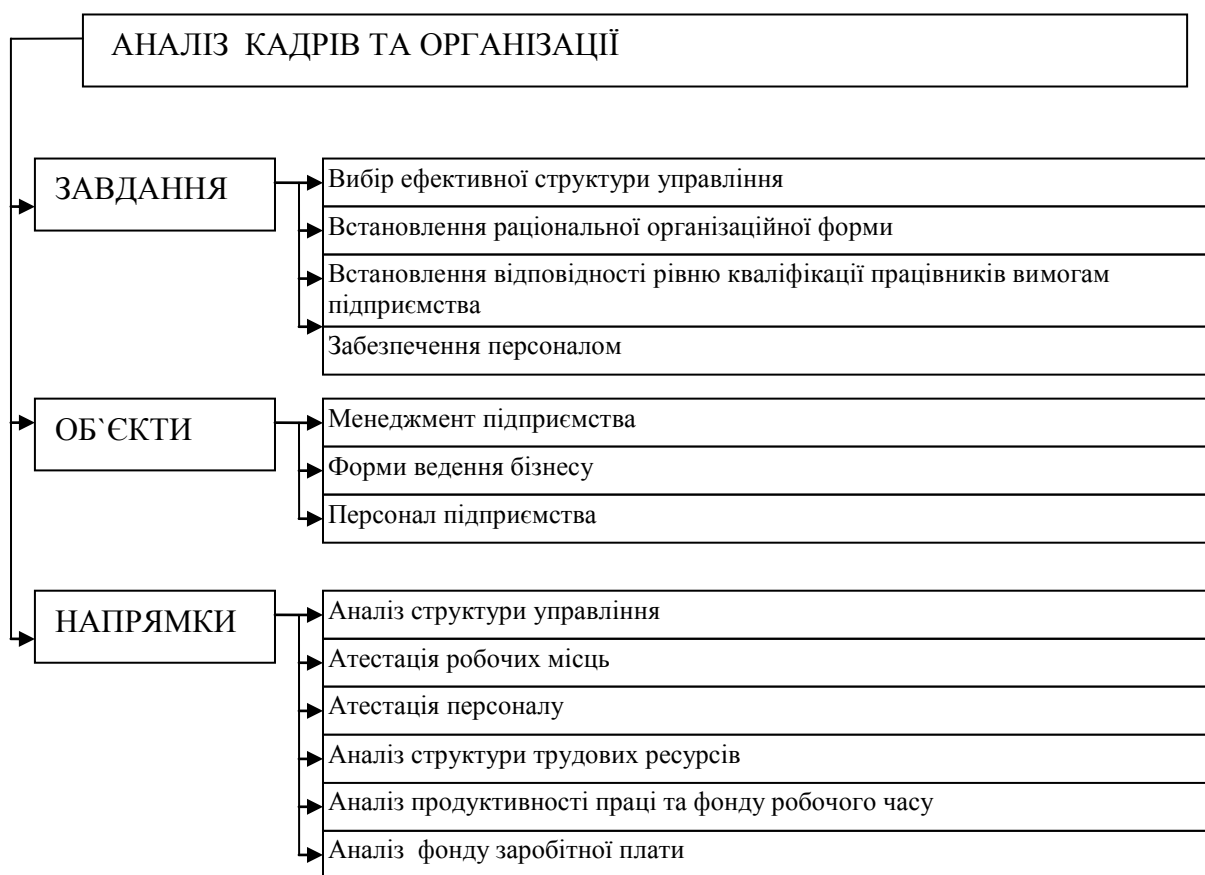 АНАЛІЗ КАДРІВ ТА ОРГАНІЗАЦІЇ
ЗАВДАННЯ
Вибір ефективної структури управління
Встановлення раціональної організаційної форми
Встановлення відповідності рівню кваліфікації працівників вимогам
підприємства
Забезпечення персоналом
ОБ`ЄКТИ
Менеджмент підприємства
Форми ведення бізнесу
Персонал підприємства
НАПРЯМКИ
Аналіз структури управління
Атестація робочих місць
Атестація персоналу
Аналіз структури трудових ресурсів
Аналіз продуктивності праці та фонду робочого часу
Аналіз фонду заробітної плати